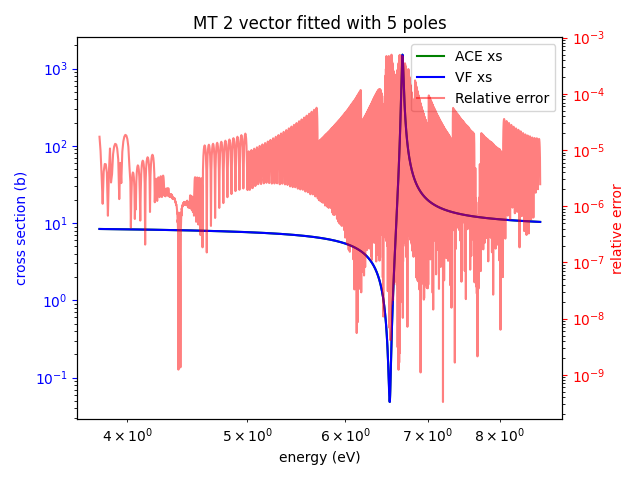 MT 2 vector fitted with 5 poles
ACE xs
VF xs
Relative error
cross section (b)
10³
10²
10¹
10⁰
10⁻¹
relative error
10⁻³
10⁻⁴
10⁻⁵
10⁻⁶
10⁻⁷
10⁻⁸
10⁻⁹
4 × 10⁰ 5 × 10⁰ 6 × 10⁰ 7 × 10⁰ 8 × 10⁰
energy (eV)